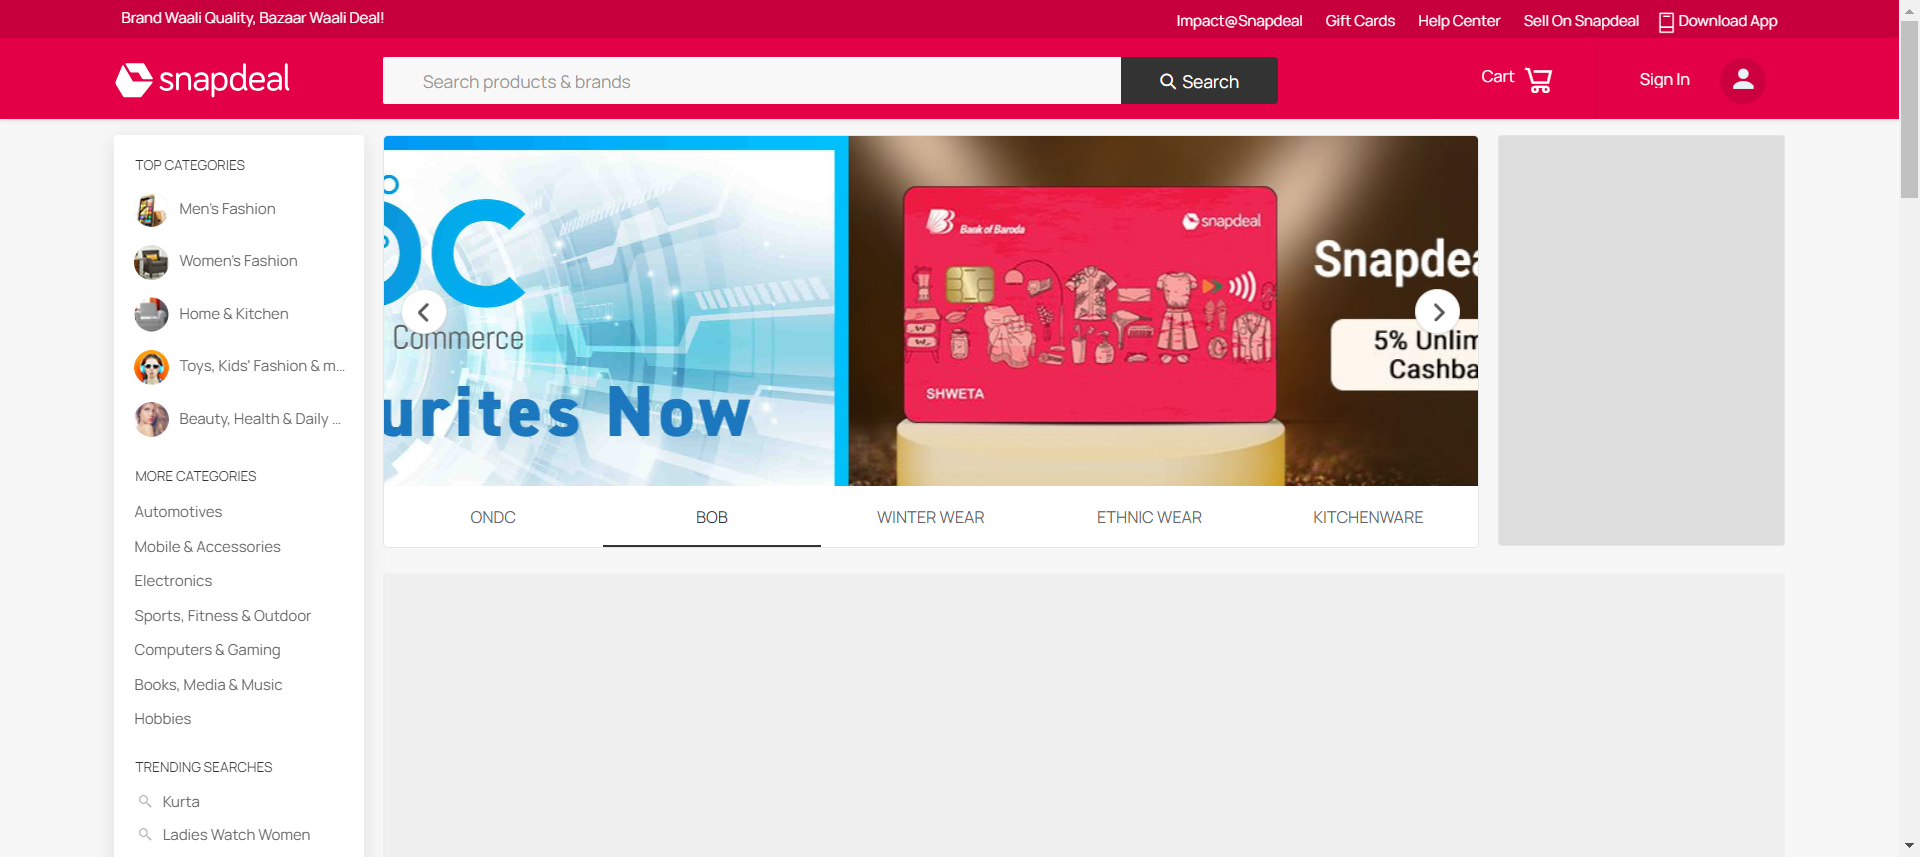 Brand Waali Quality, Bazaar Waali Deal!
Impact@Snapdeal
Gift Cards
Help Center
Sell On Snapdeal
Download App
snapdeal
Search products & brands
Search
Cart
Sign In
TOP CATEGORIES
Men's Fashion
Women's Fashion
Home & Kitchen
Toys, Kids' Fashion & m...
Beauty, Health & Daily ...
MORE CATEGORIES
Automotives
Mobile & Accessories
Electronics
Sports, Fitness & Outdoor
Computers & Gaming
Books, Media & Music
Hobbies
TRENDING SEARCHES
Kurta
Ladies Watch Women
DC
Commerce
urites Now
Bank of Baroda
snapdeal
SHWETA
Snapdea
5% Unlim
Cashba
ONDC
BOB
WINTER WEAR
ETHNIC WEAR
KITCHENWARE